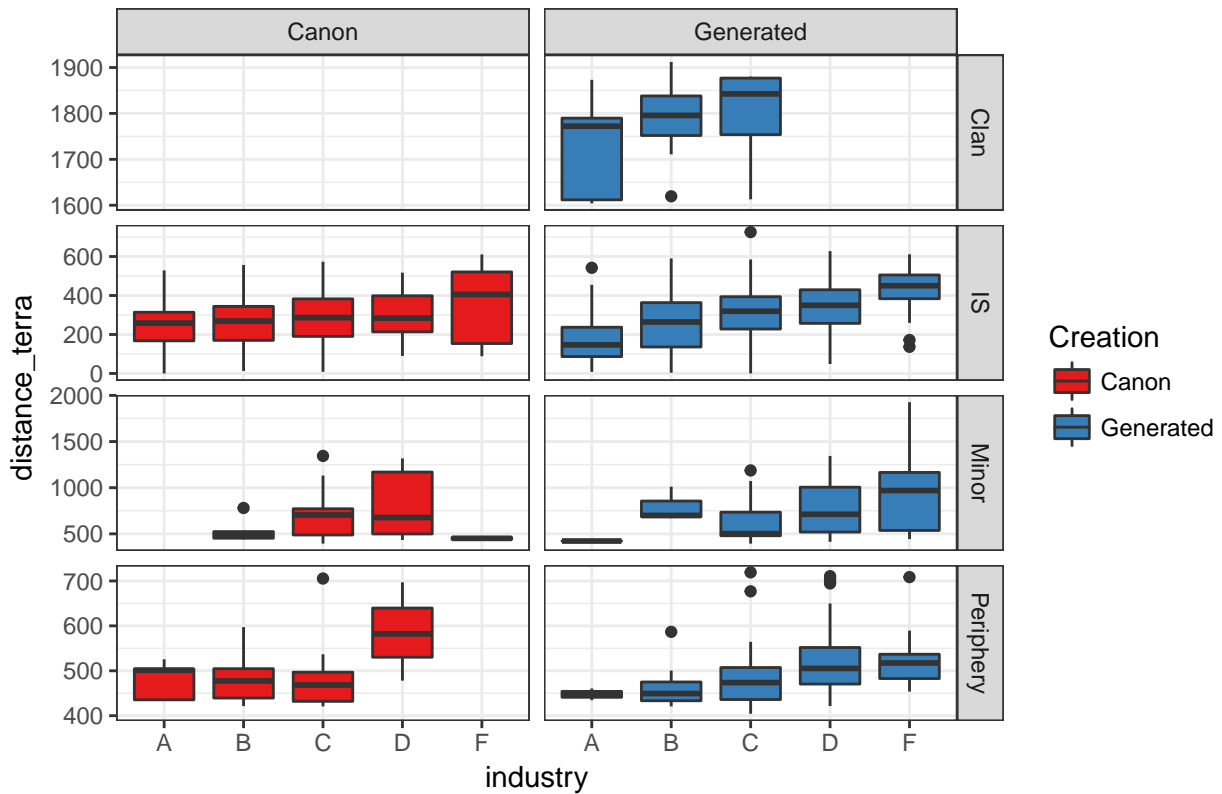 Canon Generated
1900
1800
1700
1600
Clan
600
400
200
0
IS
2000
1500
1000
500
Minor
700
600
500
400
Periphery
A B C D F A B C D F
industry
distance_terra
Creation
Canon
Generated